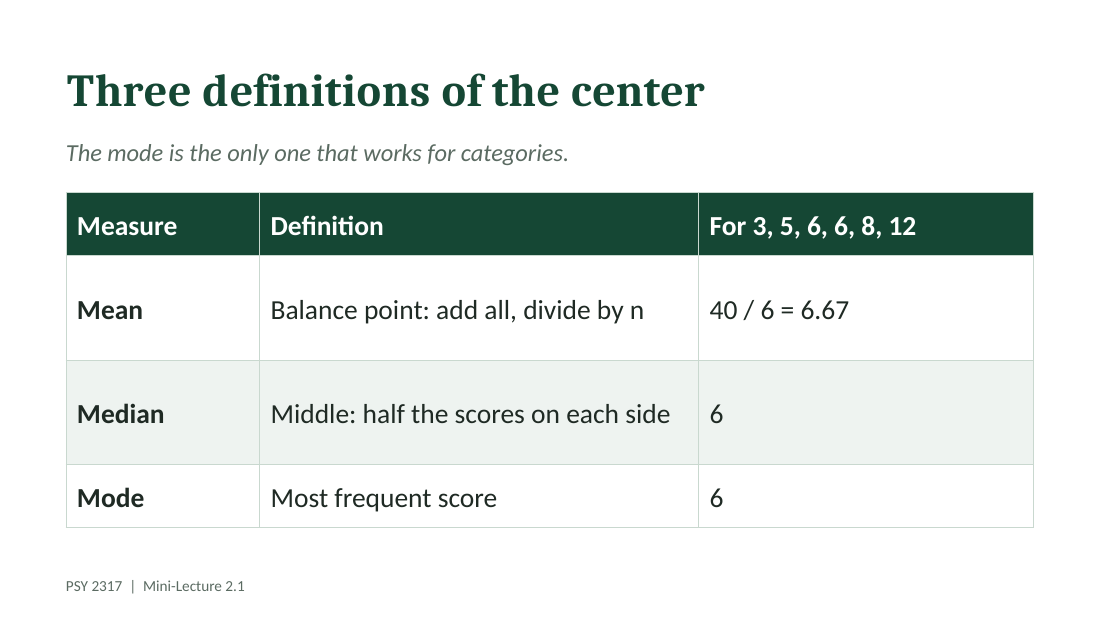 Three definitions of the center
The mode is the only one that works for categories.
Measure Definition For 3, 5, 6, 6, 8, 12
Mean Balance point: add all, divide by n 40 / 6 = 6.67
Median Middle: half the scores on each side 6
Mode Most frequent score 6
PSY 2317 | Mini-Lecture 2.1